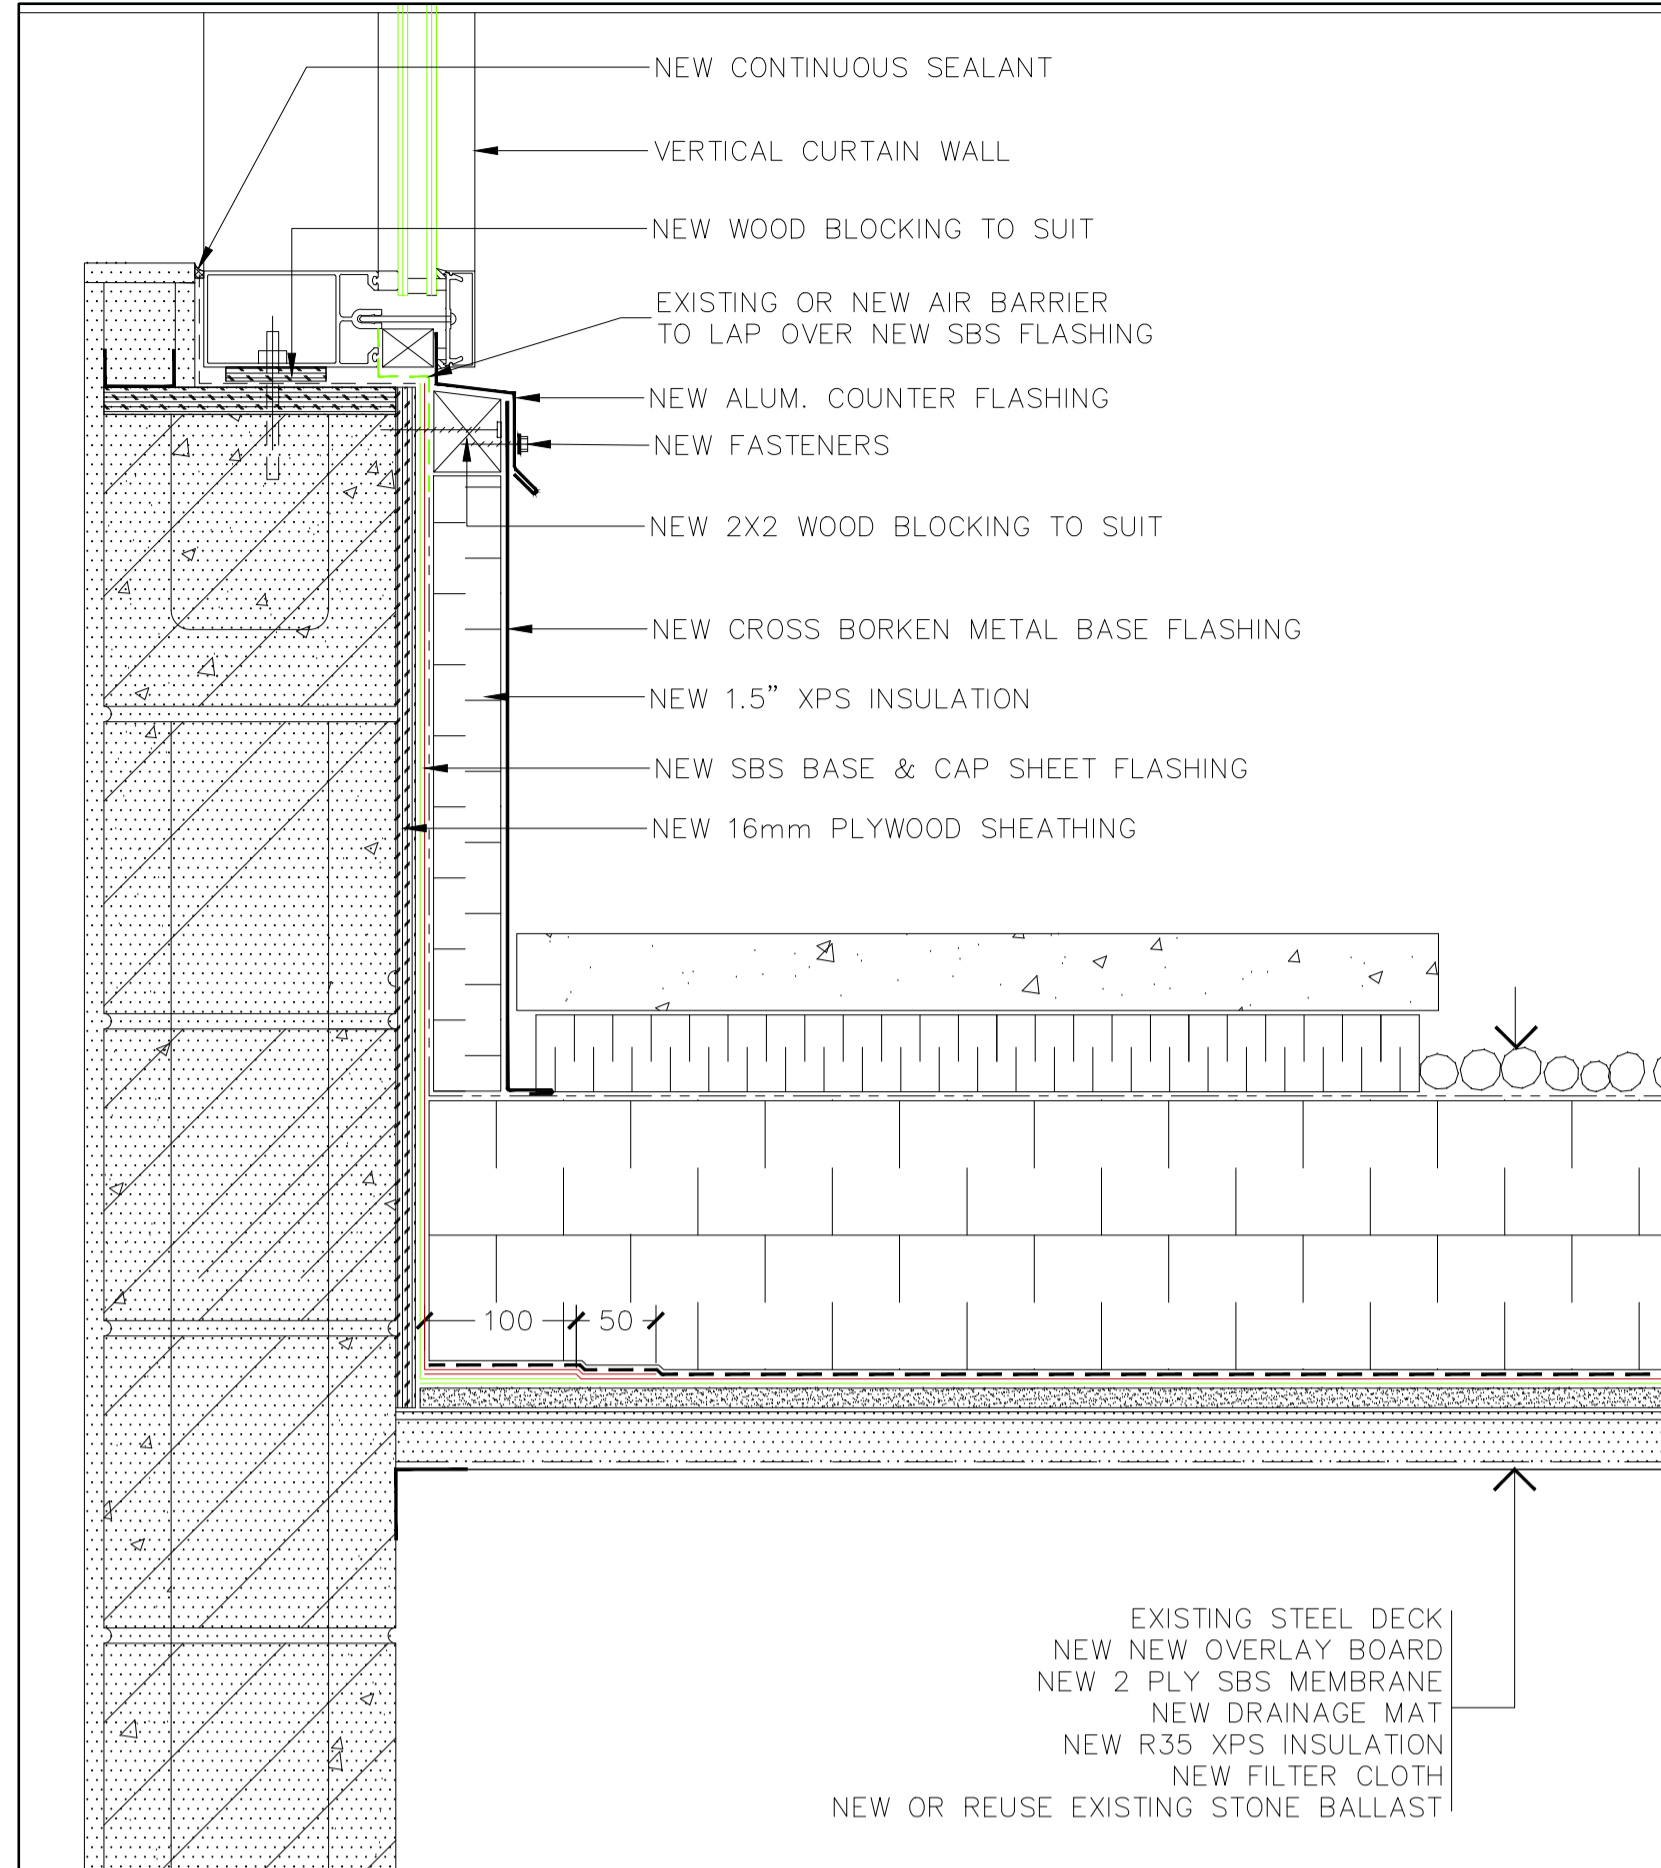 NEW CONTINUOUS SEALANT
VERTICAL CURTAIN WALL
NEW WOOD BLOCKING TO SUIT
EXISTING OR NEW AIR BARRIER
TO LAP OVER NEW SBS FLASHING
NEW ALUM. COUNTER FLASHING
NEW FASTENERS
NEW 2X2 WOOD BLOCKING TO SUIT
NEW CROSS BORKEN METAL BASE FLASHING
NEW 1.5” XPS INSULATION
NEW SBS BASE & CAP SHEET FLASHING
NEW 16mm PLYWOOD SHEATHING
100 50
EXISTING STEEL DECK
NEW NEW OVERLAY BOARD
NEW 2 PLY SBS MEMBRANE
NEW DRAINAGE MAT
NEW R35 XPS INSULATION
NEW FILTER CLOTH
NEW OR REUSE EXISTING STONE BALLAST